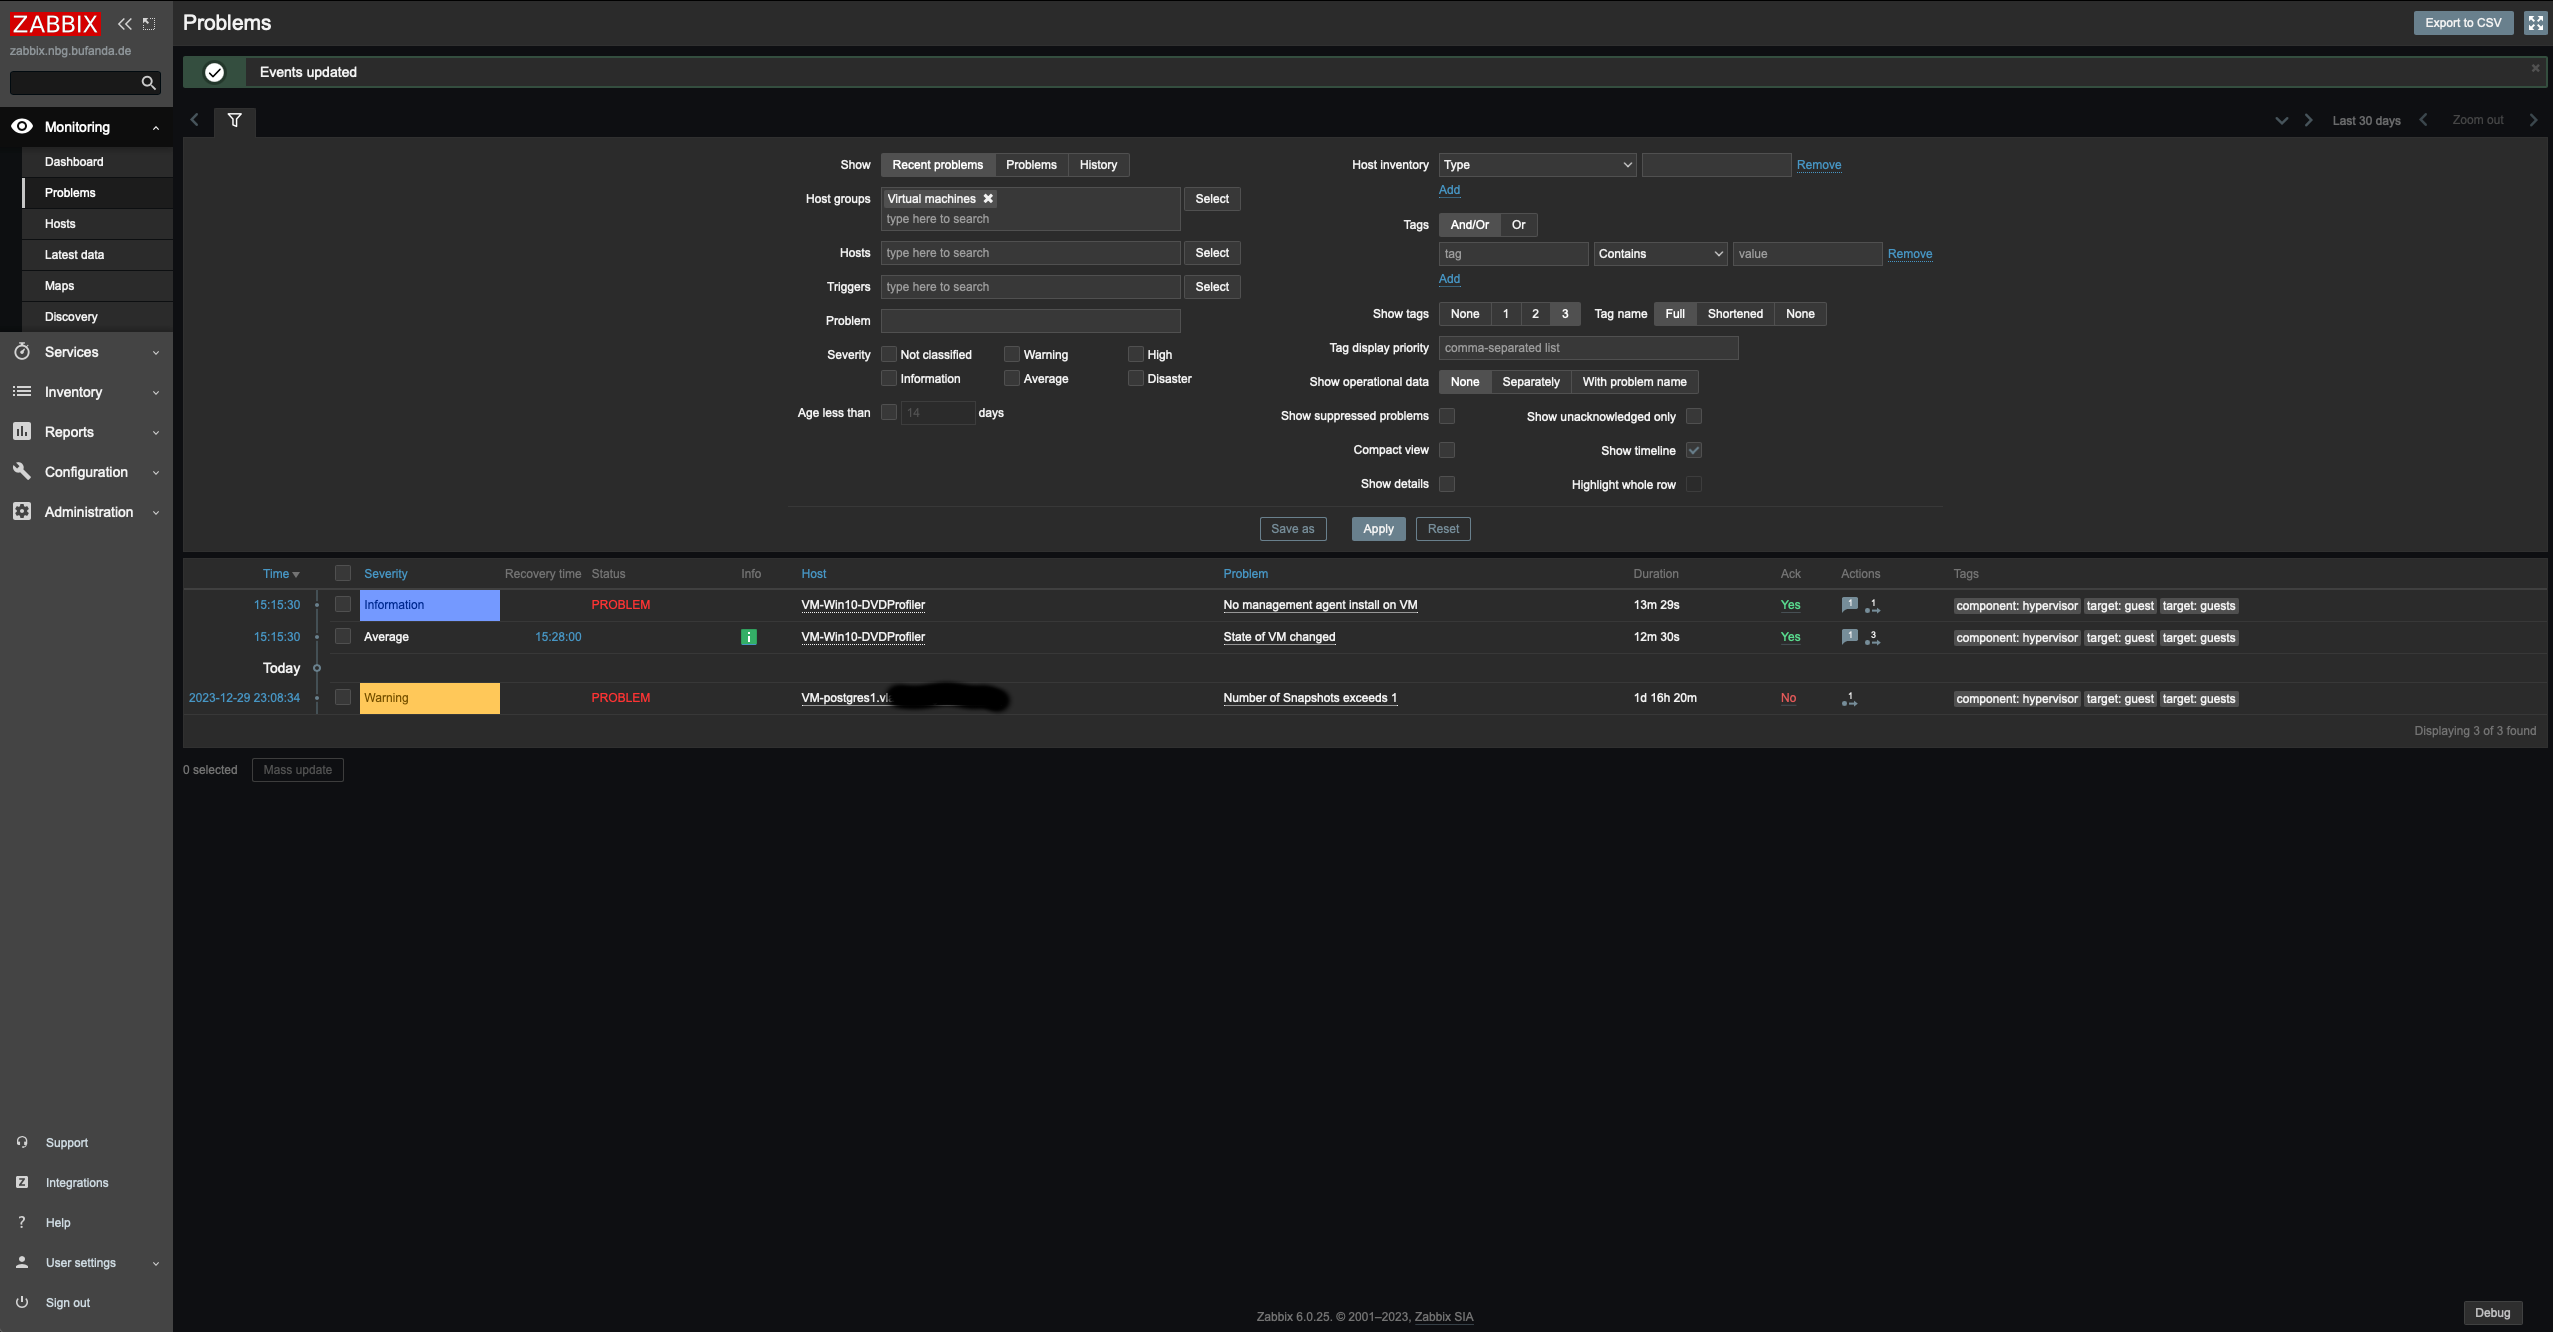 ZABBIX
zabbix.nbg.bufanda.de
Monitoring
Dashboard
Problems
Hosts
Latest data
Maps
Discovery
Services
Inventory
Reports
Configuration
Administration
Support
Integrations
Help
User settings
Sign out
Problems
Export to CSV
Events updated
Last 30 days
Zoom out
Show Recent problems Problems History
Host groups Virtual machines Select
type here to search
Hosts type here to search Select
Triggers type here to search Select
Problem
Severity Not classified Warning High
Information Average Disaster
Age less than 14 days
Host inventory Type Remove
Add
Tags And/Or Or
tag Contains value Remove
Add
Show tags None 1 2 3 Tag name Full Shortened None
Tag display priority comma-separated list
Show operational data None Separately With problem name
Show suppressed problems Show unacknowledged only
Compact view Show timeline
Show details Highlight whole row
Save as Apply Reset
Time Severity Recovery time Status Info Host Problem Duration Ack Actions Tags
15:15:30 Information PROBLEM VM-Win10-DVDProfiler No management agent install on VM 13m 29s Yes 1 1 component: hypervisor target: guest target: guests
15:15:30 Average 15:28:00 i VM-Win10-DVDProfiler State of VM changed 12m 30s Yes 1 3 component: hypervisor target: guest target: guests
Today
2023-12-29 23:08:34 Warning PROBLEM VM-postgres1. Number of Snapshots exceeds 1 1d 16h 20m No 1 component: hypervisor target: guest target: guests
Displaying 3 of 3 found
0 selected Mass update
Zabbix 6.0.25. © 2001–2023, Zabbix SIA
Debug